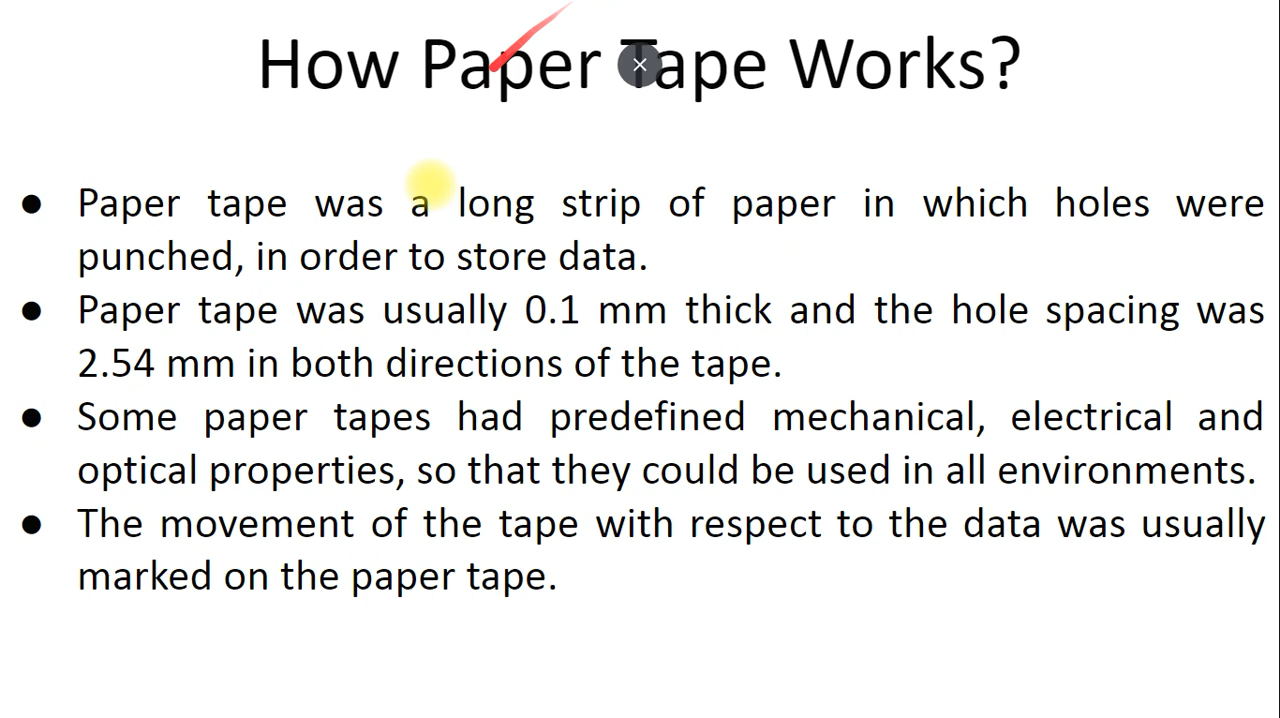 How Paper Tape Works?
● Paper tape was a long strip of paper in which holes were
punched, in order to store data.
● Paper tape was usually 0.1 mm thick and the hole spacing was
2.54 mm in both directions of the tape.
● Some paper tapes had predefined mechanical, electrical and
optical properties, so that they could be used in all environments.
● The movement of the tape with respect to the data was usually
marked on the paper tape.